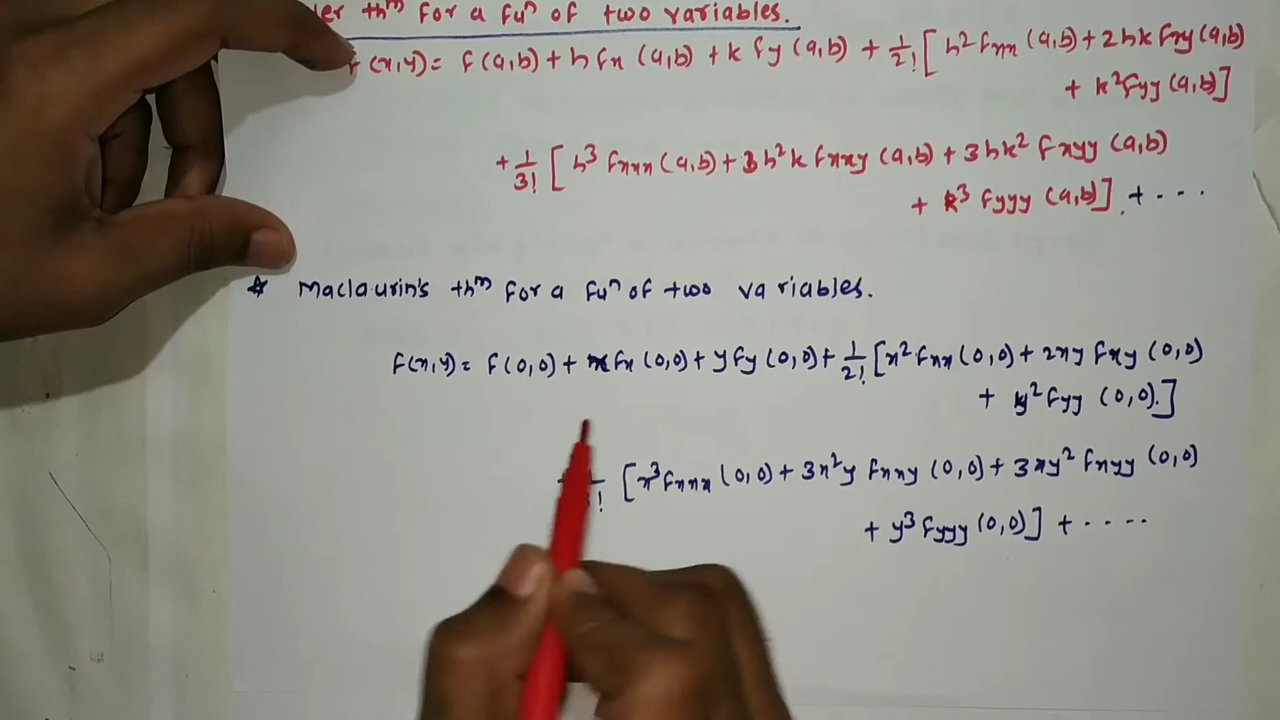 thm for a fun of two variables.
f(x,y) = f(a,b) + h fx (a,b) + k fy (a,b) + 1/2! [ h² fxx (a,b) + 2hk fxy (a,b)
+ k² fyy (a,b) ]
+ 1/3! [ h³ fxxx (a,b) + 3h²k fxxy (a,b) + 3hk² fxyy (a,b)
+ k³ fyyy (a,b) ] + ...
☆ Maclaurin's thm for a fun of two variables.
f(x,y) = f(0,0) + x fx (0,0) + y fy (0,0) + 1/2! [ x² fxx (0,0) + 2xy fxy (0,0)
+ y² fyy (0,0). ]
! [ x³ fxxx (0,0) + 3x²y fxxy (0,0) + 3xy² fxyy (0,0)
+ y³ fyyy (0,0) ] + ....